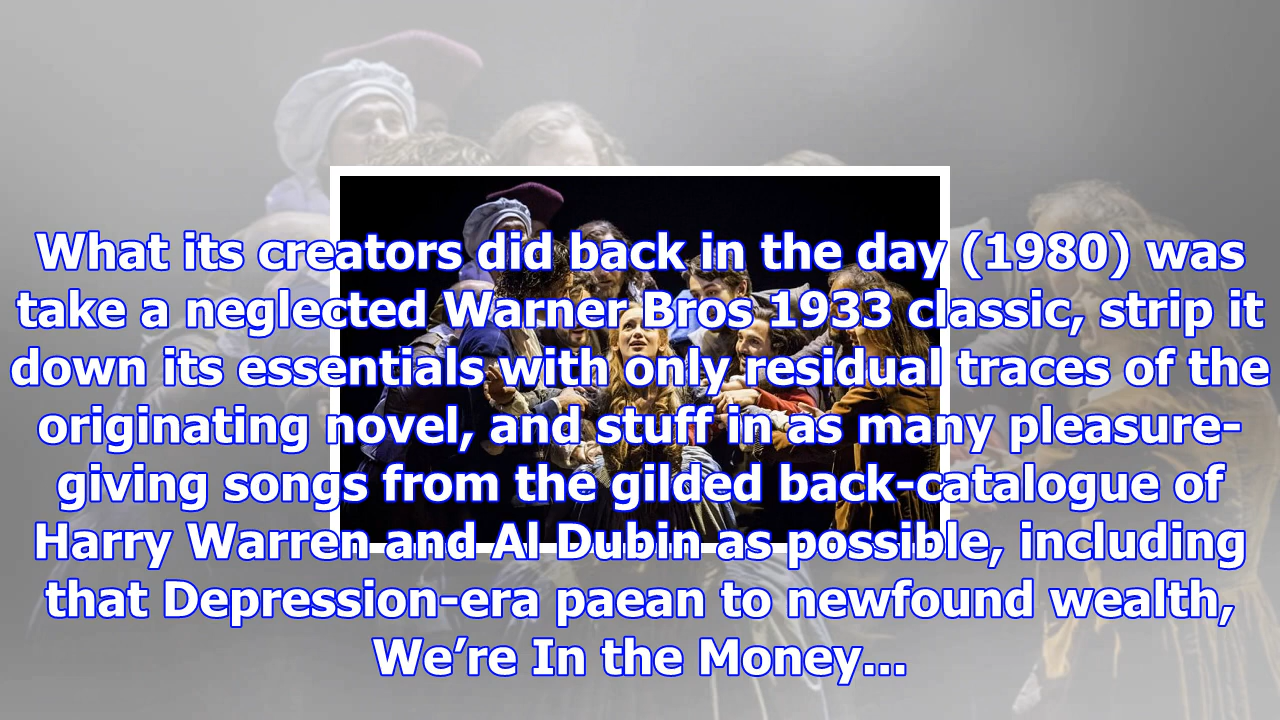 What its creators did back in the day (1980) was
take a neglected Warner Bros 1933 classic, strip it
down its essentials with only residual traces of the
originating novel, and stuff in as many pleasure-
giving songs from the gilded back-catalogue of
Harry Warren and Al Dubin as possible, including
that Depression-era paean to newfound wealth,
We’re In the Money…